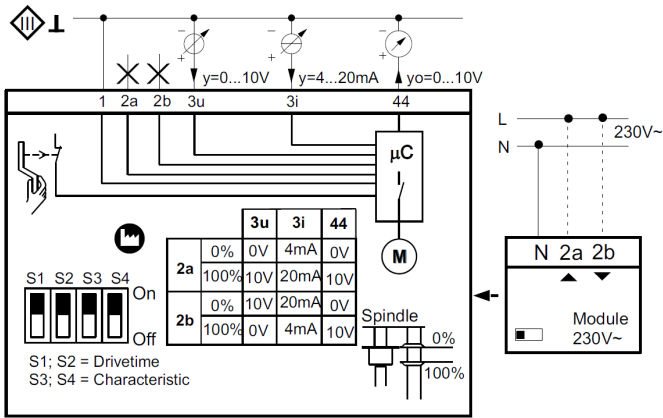 III
y=0...10V y=4...20mA yo=0...10V
1 2a 2b 3u 3i 44
L
230V~
N
µC
M
3u 3i 44
2a 0% 0V 4mA 0V
100% 10V 20mA 10V
2b 0% 10V 20mA 0V
100% 0V 4mA 10V
S1 S2 S3 S4
On
Off
S1; S2 = Drivetime
S3; S4 = Characteristic
Spindle
0%
100%
N 2a 2b
Module
230V~